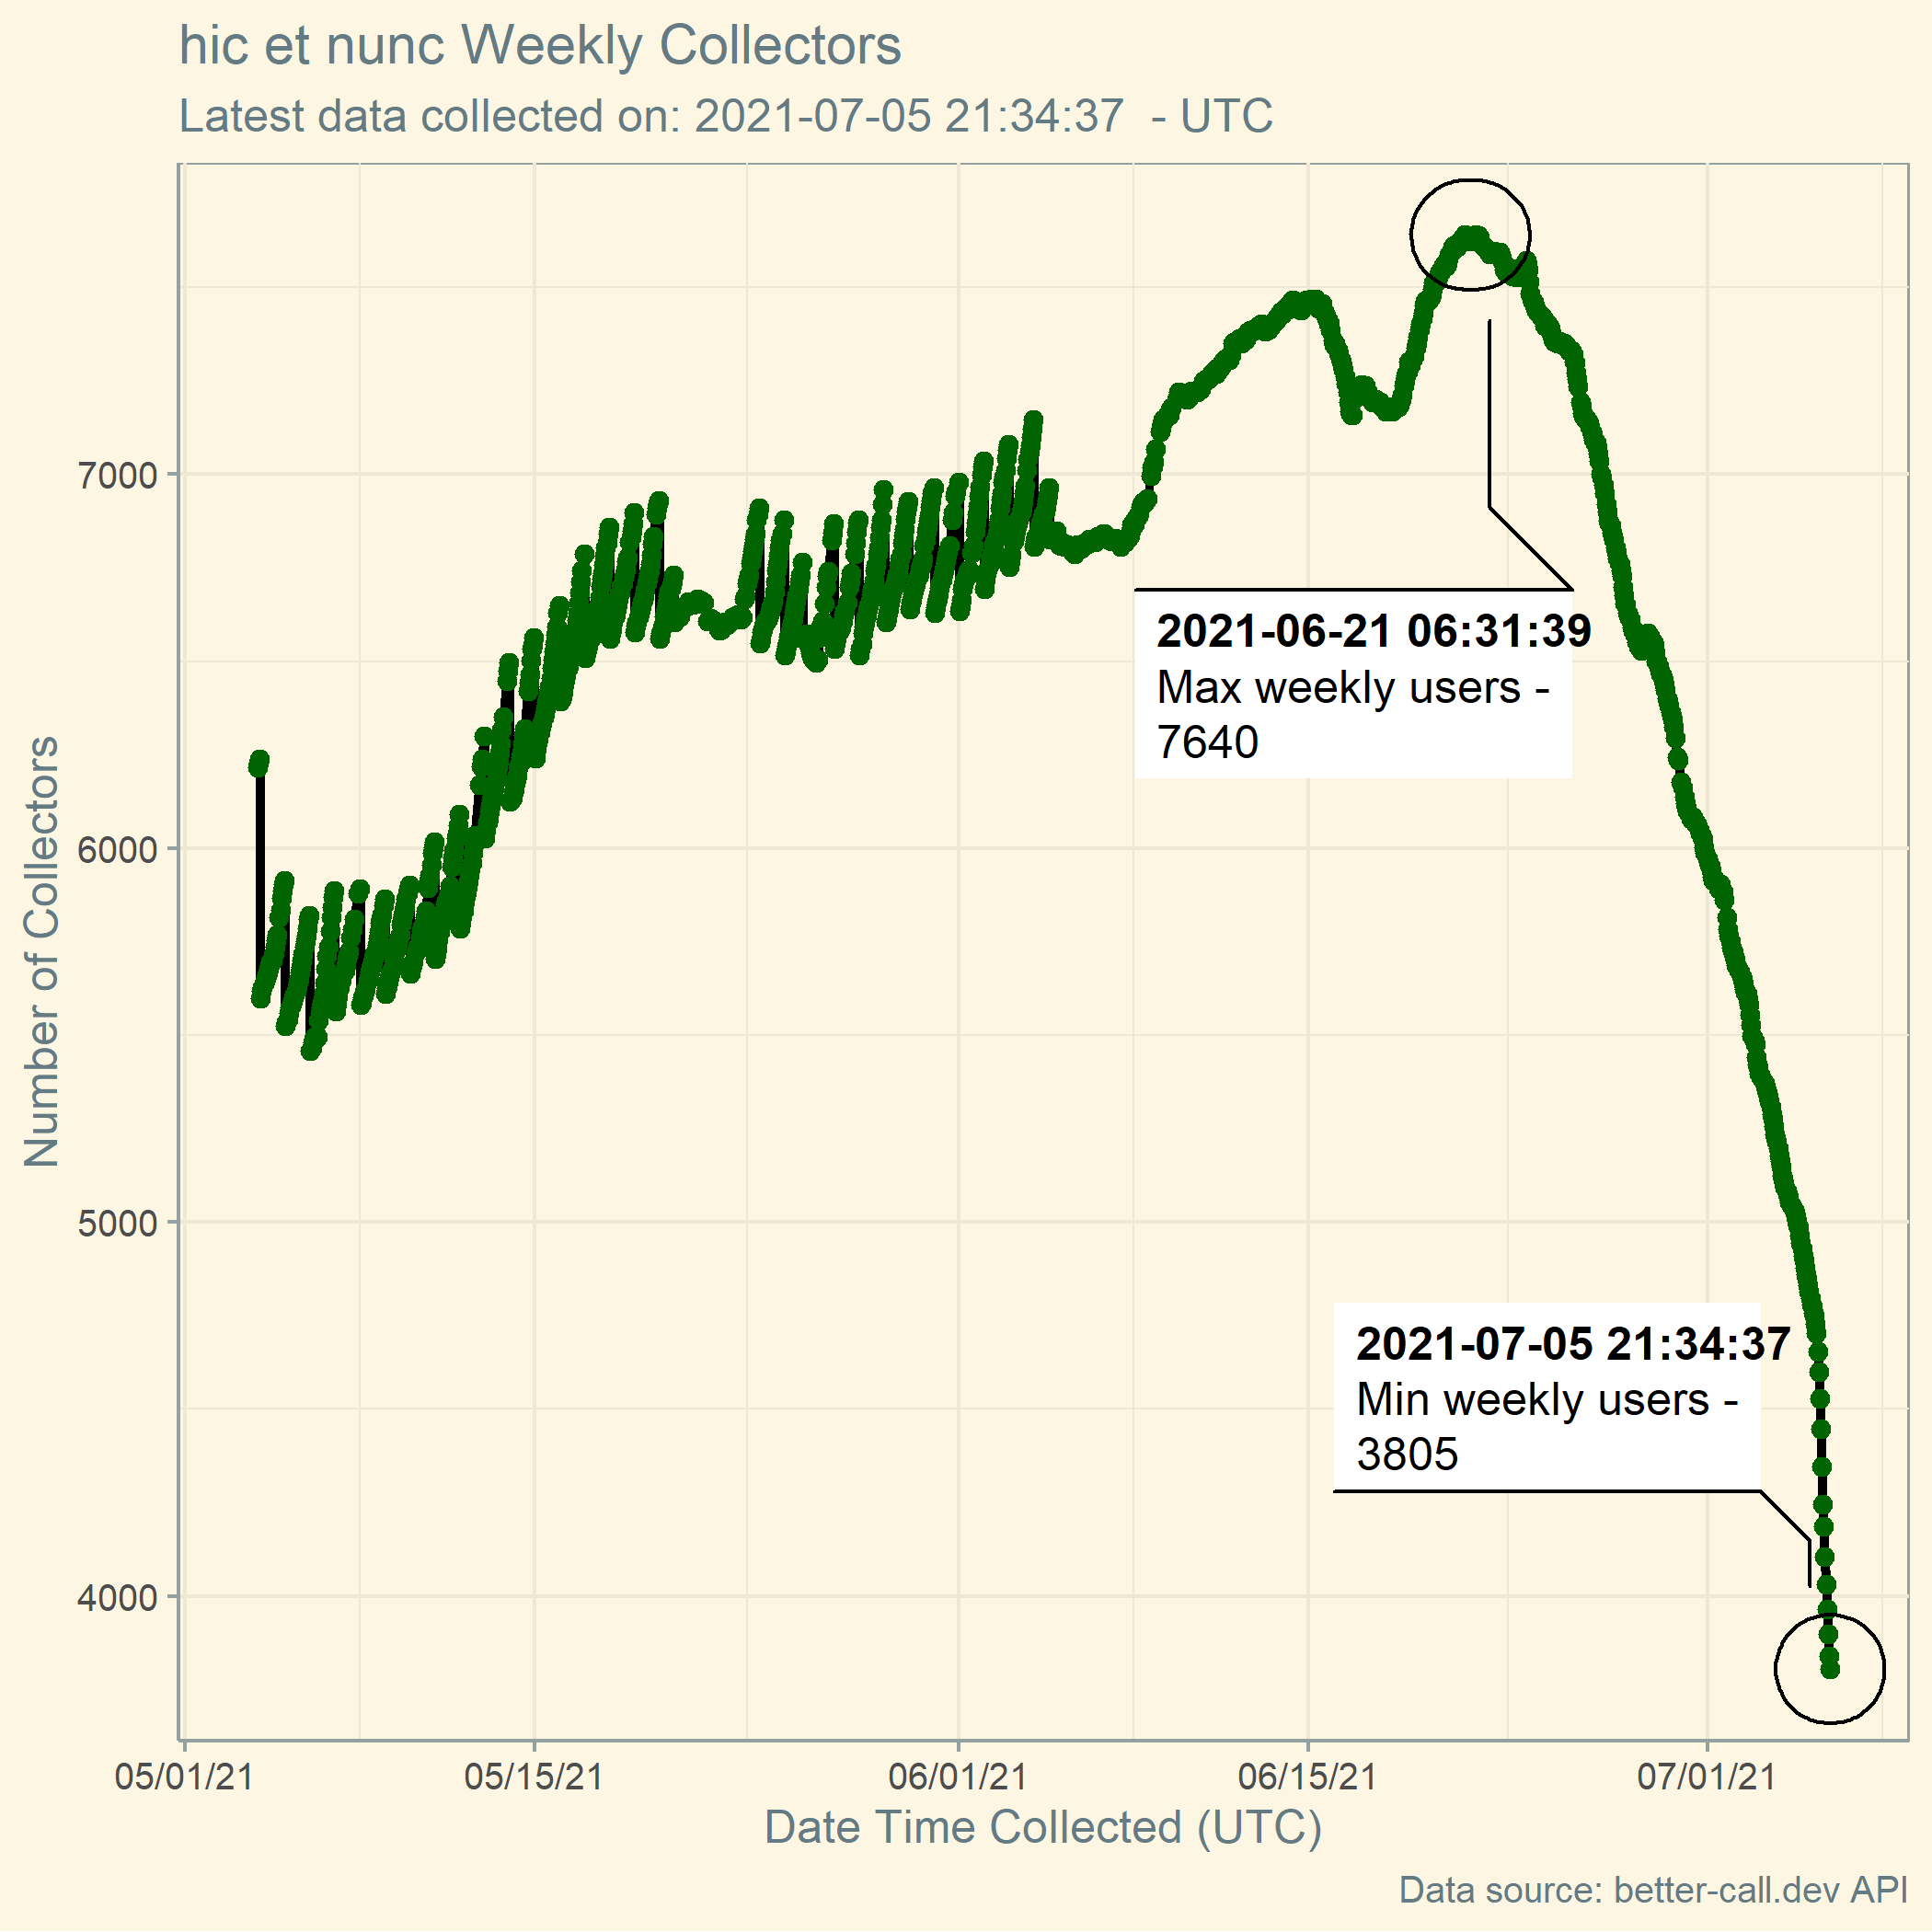 hic et nunc Weekly Collectors
Latest data collected on: 2021-07-05 21:34:37  - UTC
Number of Collectors
7000
6000
5000
4000
2021-06-21 06:31:39
Max weekly users -
7640
2021-07-05 21:34:37
Min weekly users -
3805
05/01/21
05/15/21
06/01/21
06/15/21
07/01/21
Date Time Collected (UTC)
Data source: better-call.dev API